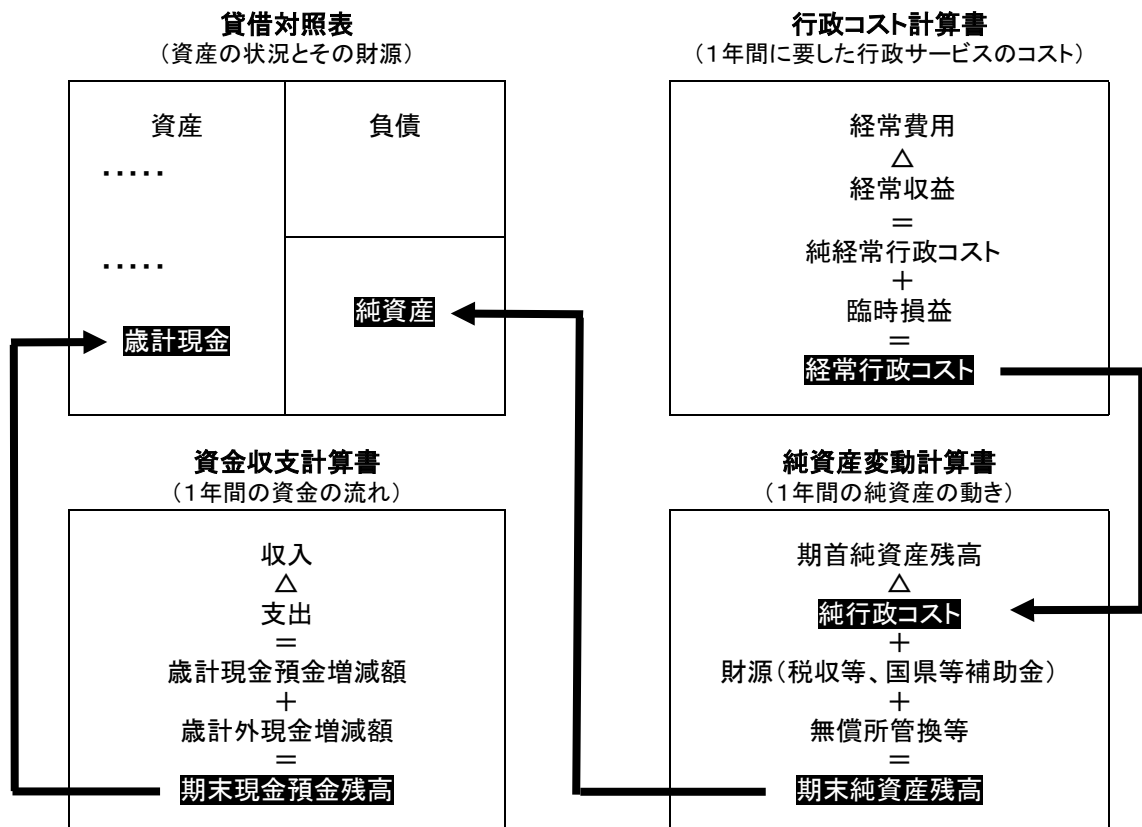 貸借対照表
（資産の状況とその財源）
資産
・・・・・
・・・・・
歳計現金
負債
純資産
行政コスト計算書
（1年間に要した行政サービスのコスト）
経常費用
△
経常収益
＝
純経常行政コスト
＋
臨時損益
＝
経常行政コスト
資金収支計算書
（1年間の資金の流れ）
収入
△
支出
＝
歳計現金預金増減額
＋
歳計外現金増減額
＝
期末現金預金残高
純資産変動計算書
（1年間の純資産の動き）
期首純資産残高
△
純行政コスト
＋
財源（税収等、国県等補助金）
＋
無償所管換等
＝
期末純資産残高